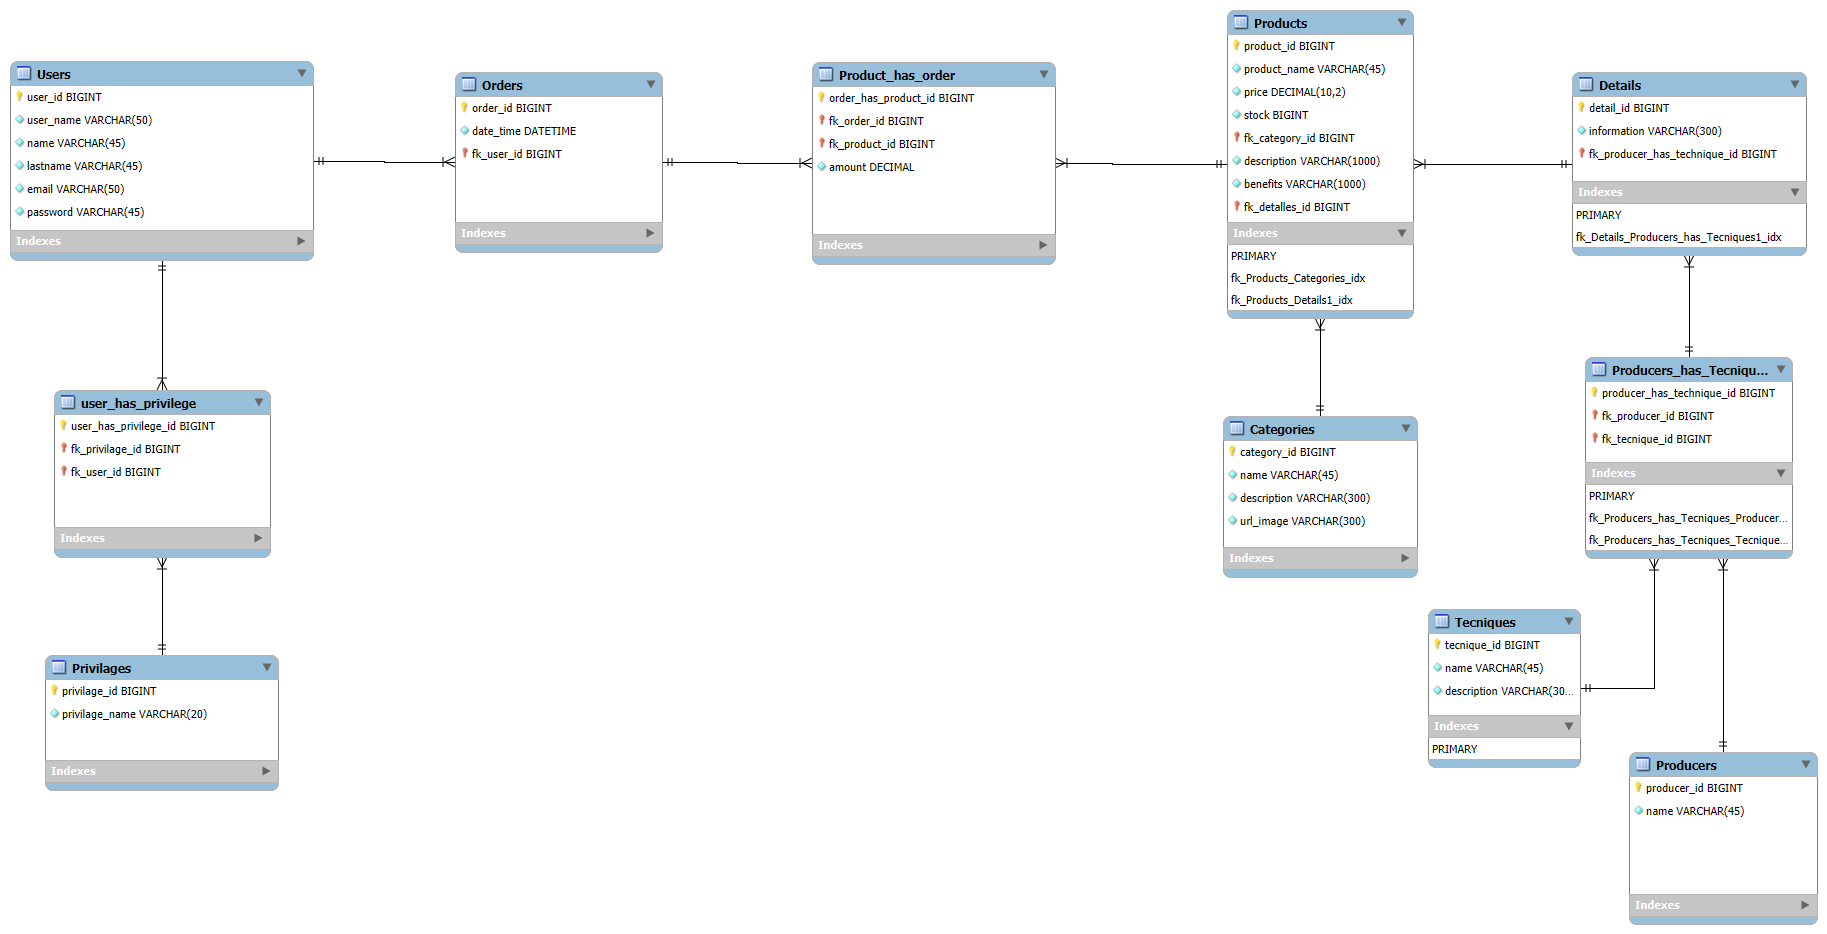 Users
user_id BIGINT
user_name VARCHAR(50)
name VARCHAR(45)
lastname VARCHAR(45)
email VARCHAR(50)
password VARCHAR(45)
Indexes
Orders
order_id BIGINT
date_time DATETIME
fk_user_id BIGINT
Indexes
Product_has_order
order_has_product_id BIGINT
fk_order_id BIGINT
fk_product_id BIGINT
amount DECIMAL
Indexes
Products
product_id BIGINT
product_name VARCHAR(45)
price DECIMAL(10,2)
stock BIGINT
fk_category_id BIGINT
description VARCHAR(1000)
benefits VARCHAR(1000)
fk_detalles_id BIGINT
Indexes
PRIMARY
fk_Products_Categories_idx
fk_Products_Details1_idx
Details
detail_id BIGINT
information VARCHAR(300)
fk_producer_has_technique_id BIGINT
Indexes
PRIMARY
fk_Details_Producers_has_Tecniques1_idx
user_has_privilege
user_has_privilege_id BIGINT
fk_privilage_id BIGINT
fk_user_id BIGINT
Indexes
Categories
category_id BIGINT
name VARCHAR(45)
description VARCHAR(300)
url_image VARCHAR(300)
Indexes
Producers_has_Tecniqu...
producer_has_technique_id BIGINT
fk_producer_id BIGINT
fk_tecnique_id BIGINT
Indexes
PRIMARY
fk_Producers_has_Tecniques_Producer...
fk_Producers_has_Tecniques_Tecnique...
Privilages
privilage_id BIGINT
privilage_name VARCHAR(20)
Indexes
Tecniques
tecnique_id BIGINT
name VARCHAR(45)
description VARCHAR(30...
Indexes
PRIMARY
Producers
producer_id BIGINT
name VARCHAR(45)
Indexes